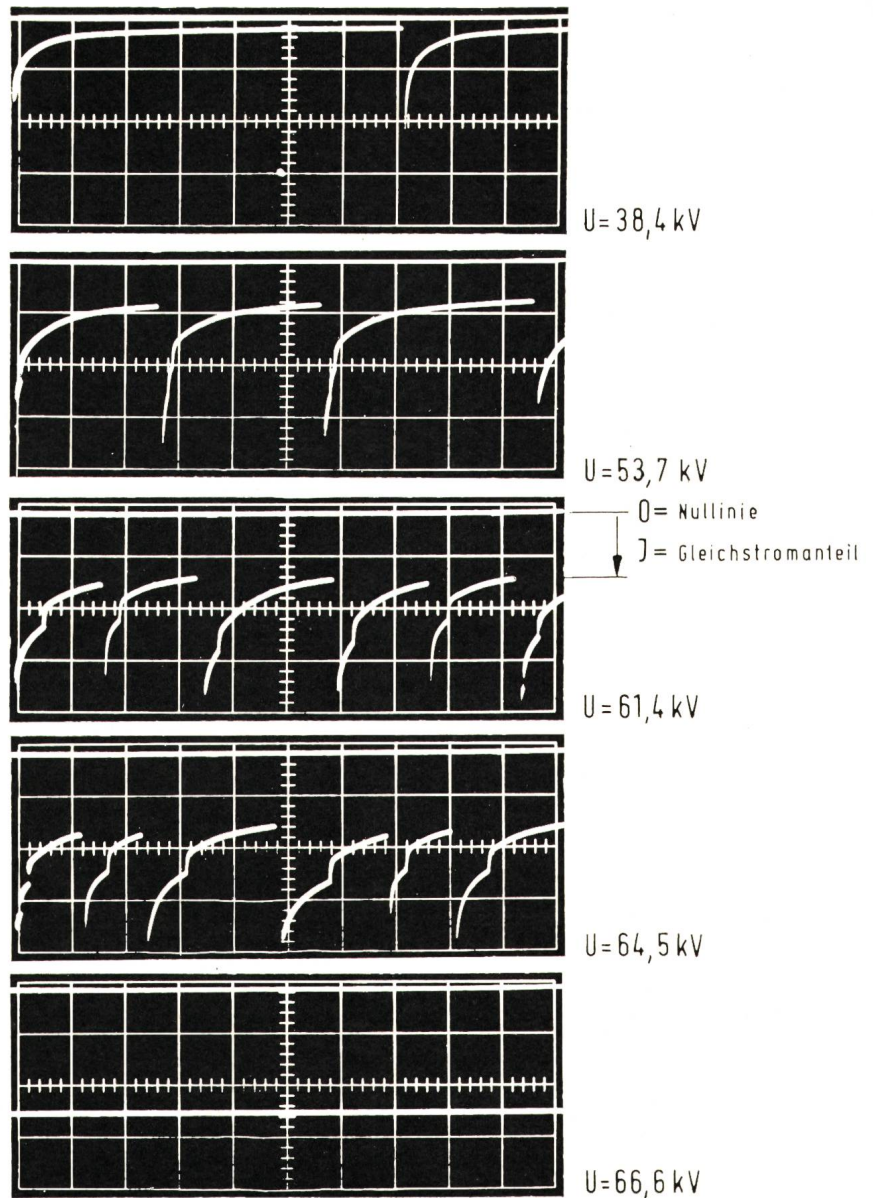 U=38,4 kV
U=53,7 kV
0= Nullinie
J= Gleichstromanteil
U=61,4 kV
U=64,5 kV
U=66,6 kV